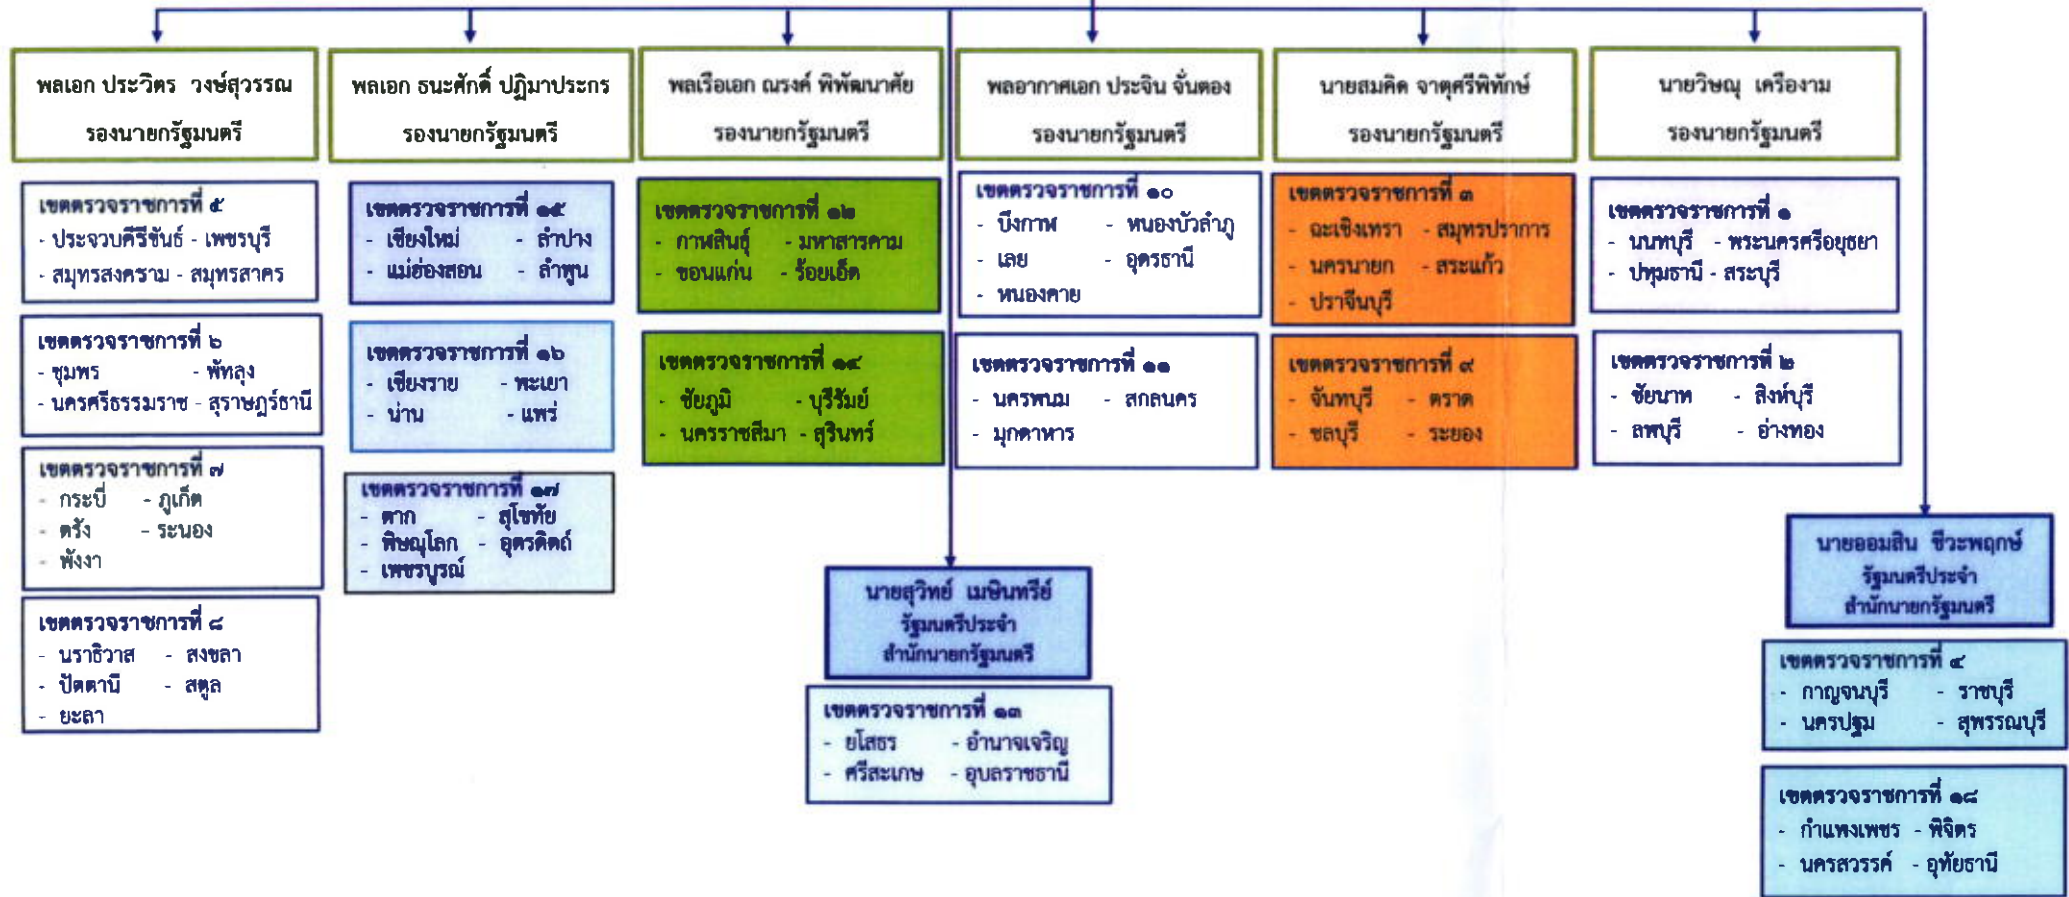 พลเอก ประวิตร วงษ์สุวรรณ
รองนายกรัฐมนตรี
เขตตรวจราชการที่ ๕
- ประจวบคีรีขันธ์ - เพชรบุรี
- สมุทรสงคราม - สมุทรสาคร
เขตตรวจราชการที่ ๖
- ชุมพร - พัทลุง
- นครศรีธรรมราช - สุราษฎร์ธานี
เขตตรวจราชการที่ ๗
- กระบี่ - ภูเก็ต
- ตรัง - ระนอง
- พังงา
เขตตรวจราชการที่ ๘
- นราธิวาส - สงขลา
- ปัตตานี - สตูล
- ยะลา
พลเอก ธนะศักดิ์ ปฏิมาประกร
รองนายกรัฐมนตรี
เขตตรวจราชการที่ ๑๕
- เชียงใหม่ - ลำปาง
- แม่ฮ่องสอน - ลำพูน
เขตตรวจราชการที่ ๑๖
- เชียงราย - พะเยา
- น่าน - แพร่
เขตตรวจราชการที่ ๑๗
- ตาก - สุโขทัย
- พิษณุโลก - อุตรดิตถ์
- เพชรบูรณ์
พลเรือเอก ณรงค์ พิพัฒนาศัย
รองนายกรัฐมนตรี
เขตตรวจราชการที่ ๑๒
- กาฬสินธุ์ - มหาสารคาม
- ขอนแก่น - ร้อยเอ็ด
เขตตรวจราชการที่ ๑๔
- ชัยภูมิ - บุรีรัมย์
- นครราชสีมา - สุรินทร์
พลอากาศเอก ประจิน จั่นตอง
รองนายกรัฐมนตรี
เขตตรวจราชการที่ ๑๐
- บึงกาฬ - หนองบัวลำภู
- เลย - อุดรธานี
- หนองคาย
เขตตรวจราชการที่ ๑๑
- นครพนม - สกลนคร
- มุกดาหาร
นายสมคิด จาตุศรีพิทักษ์
รองนายกรัฐมนตรี
เขตตรวจราชการที่ ๓
- ฉะเชิงเทรา - สมุทรปราการ
- นครนายก - สระแก้ว
- ปราจีนบุรี
เขตตรวจราชการที่ ๙
- จันทบุรี - ตราด
- ชลบุรี - ระยอง
นายวิษณุ เครืองาม
รองนายกรัฐมนตรี
เขตตรวจราชการที่ ๑
- นนทบุรี - พระนครศรีอยุธยา
- ปทุมธานี - สระบุรี
เขตตรวจราชการที่ ๒
- ชัยนาท - สิงห์บุรี
- ลพบุรี - อ่างทอง
นายสุวิทย์ เมษินทรีย์
รัฐมนตรีประจำ
สำนักนายกรัฐมนตรี
เขตตรวจราชการที่ ๑๓
- ยโสธร - อำนาจเจริญ
- ศรีสะเกษ - อุบลราชธานี
นายออมสิน ชีวะพฤกษ์
รัฐมนตรีประจำ
สำนักนายกรัฐมนตรี
เขตตรวจราชการที่ ๔
- กาญจนบุรี - ราชบุรี
- นครปฐม - สุพรรณบุรี
เขตตรวจราชการที่ ๑๘
- กำแพงเพชร - พิจิตร
- นครสวรรค์ - อุทัยธานี